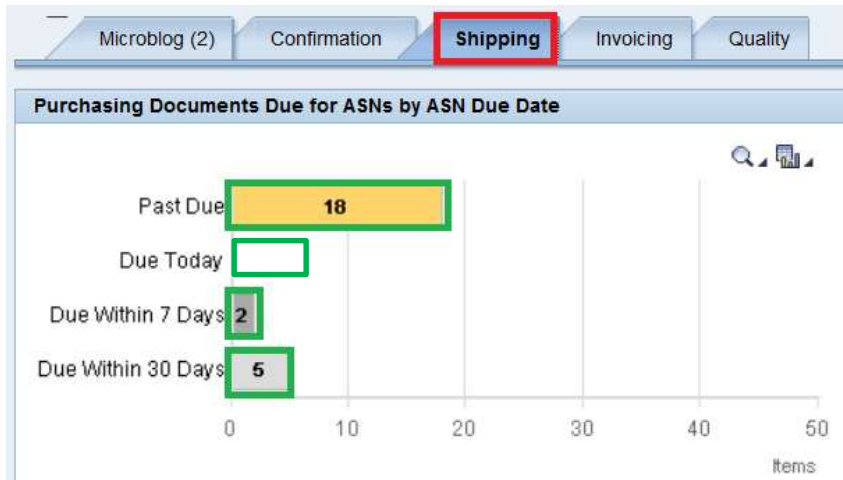 Microblog (2) Confirmation Shipping Invoicing Quality
Purchasing Documents Due for ASNs by ASN Due Date
Past Due 18
Due Today
Due Within 7 Days 2
Due Within 30 Days 5
0 10 20 30 40 50
Items